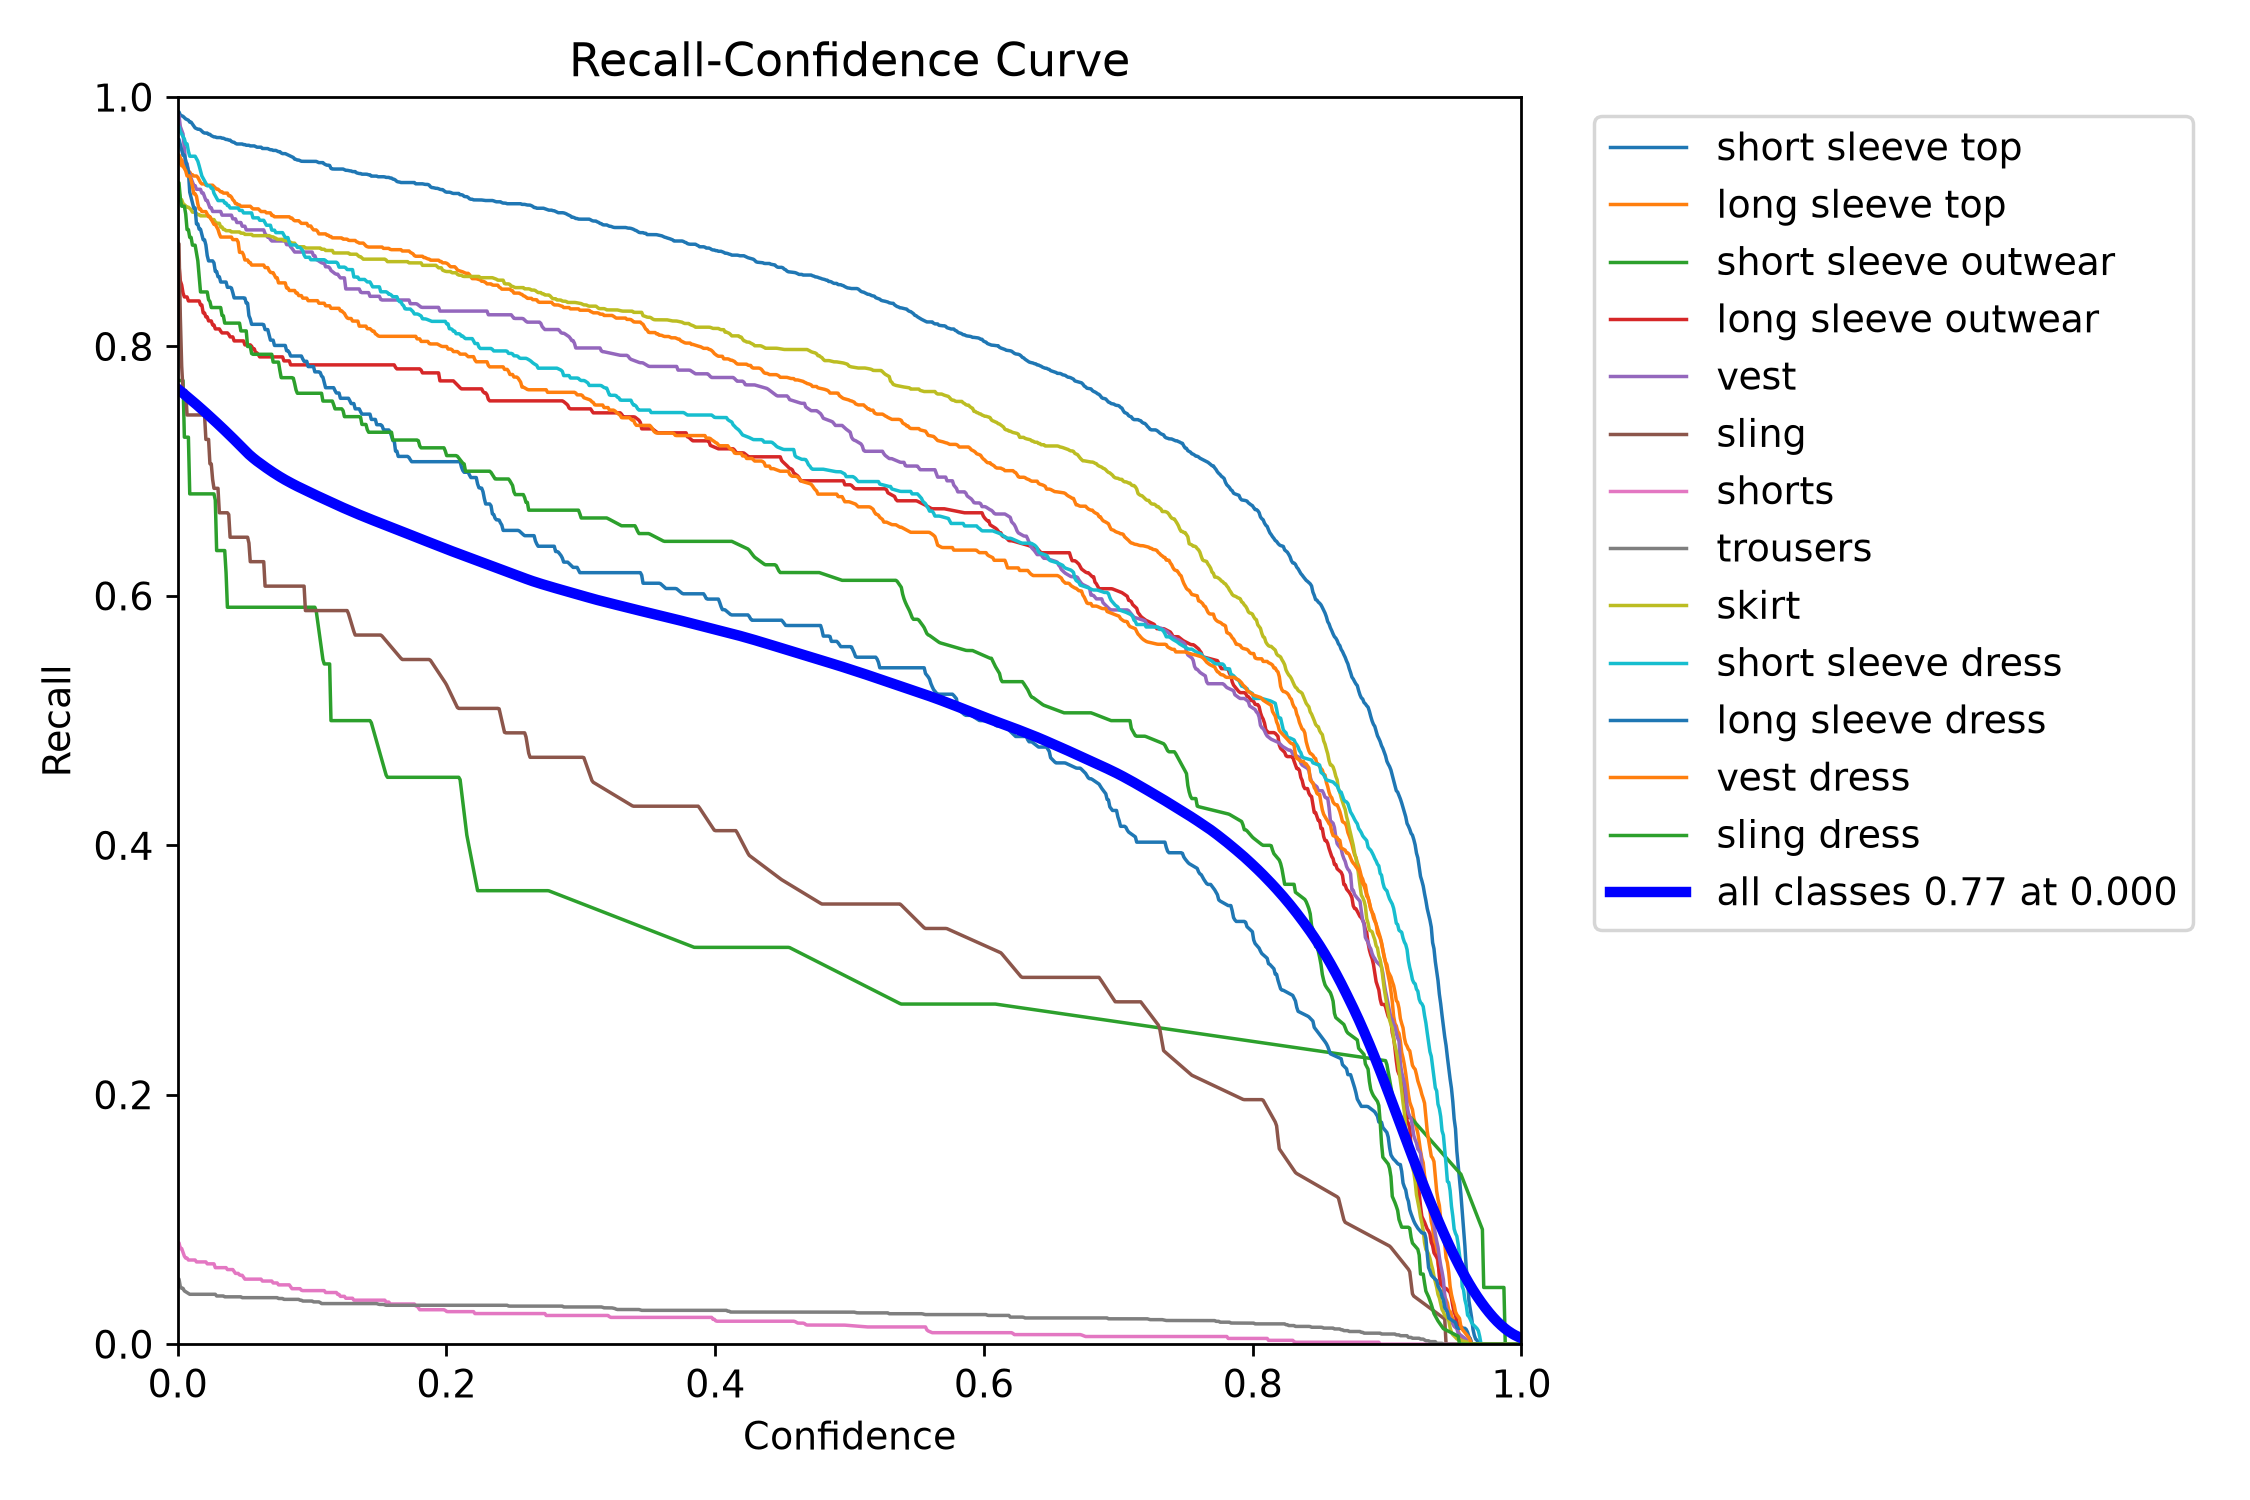 Recall-Confidence Curve
1.0
0.8
0.6
0.4
0.2
0.0
Recall
0.0 0.2 0.4 0.6 0.8 1.0
Confidence
short sleeve top
long sleeve top
short sleeve outwear
long sleeve outwear
vest
sling
shorts
trousers
skirt
short sleeve dress
long sleeve dress
vest dress
sling dress
all classes 0.77 at 0.000